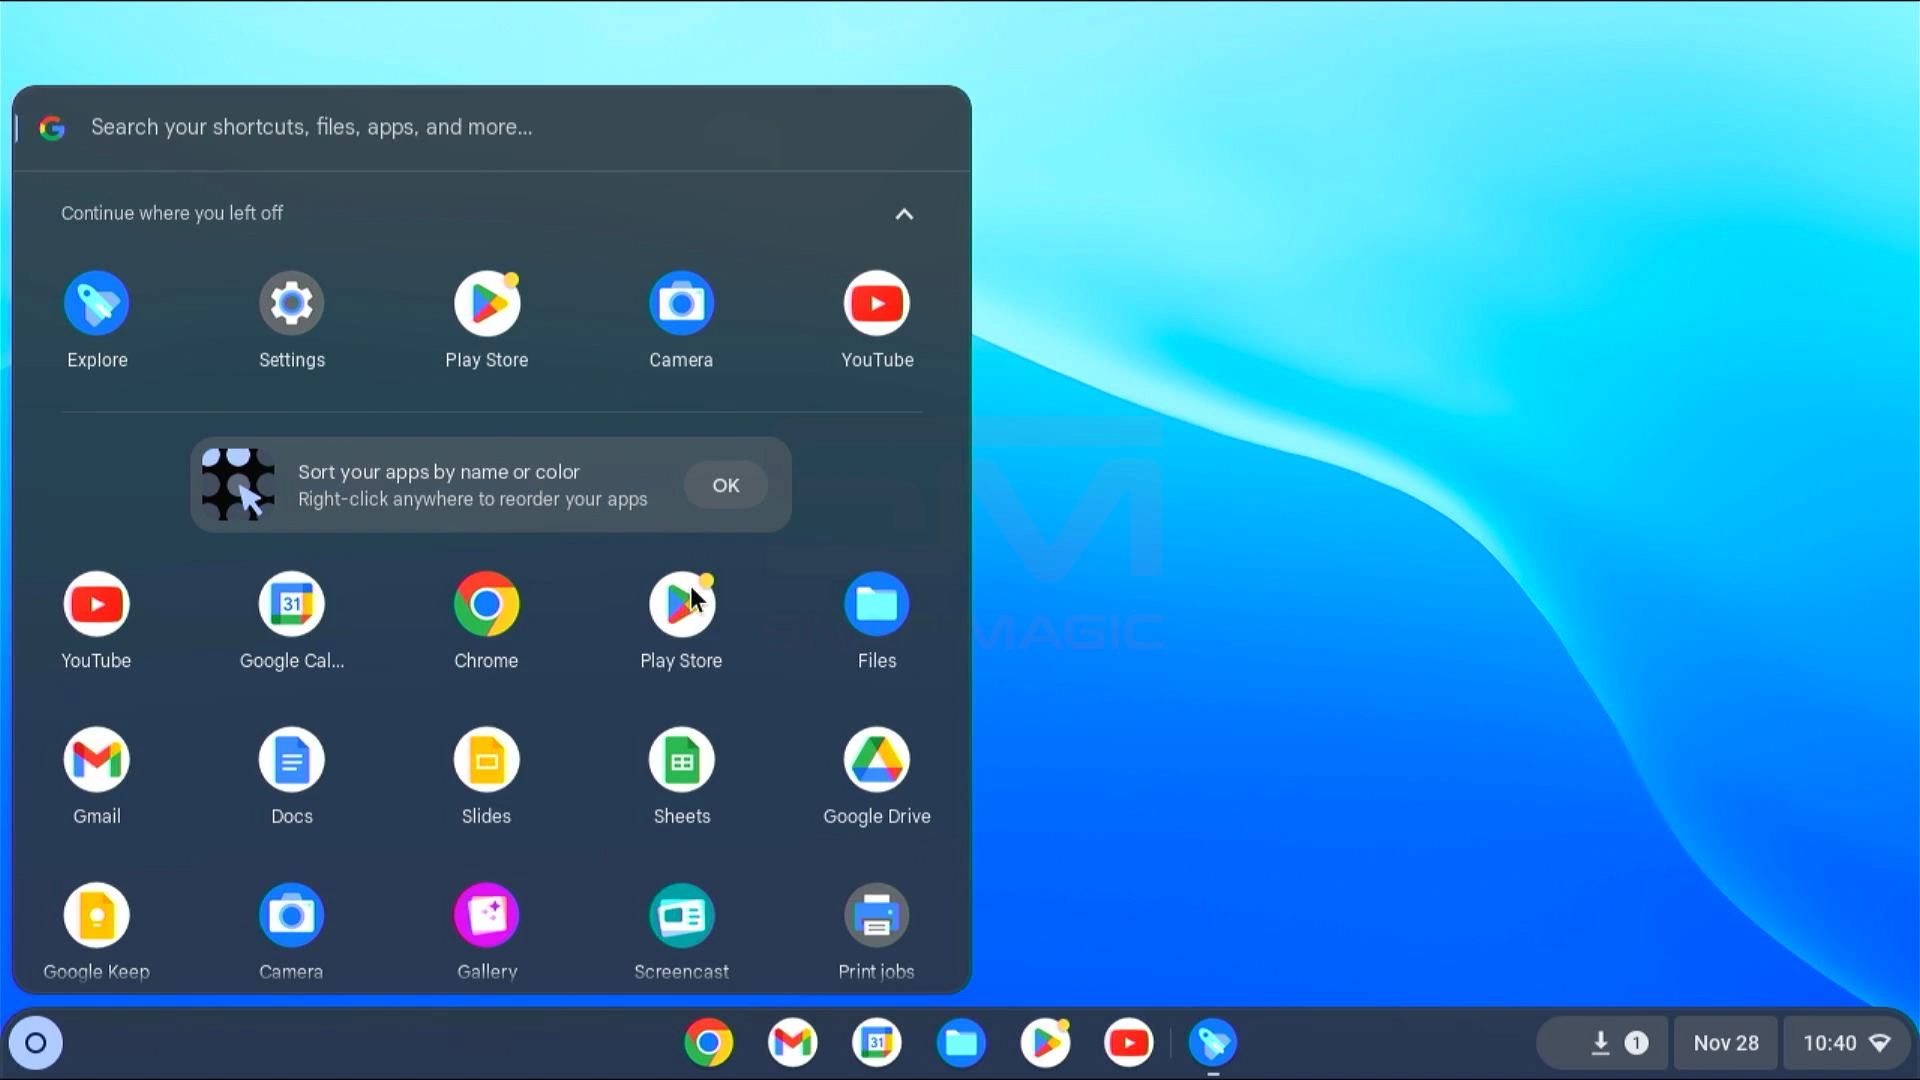 Search your shortcuts, files, apps, and more...
Continue where you left off
Explore
Settings
Play Store
Camera
YouTube
Sort your apps by name or color
Right-click anywhere to reorder your apps
OK
YouTube
31
Google Cal...
Chrome
Play Store
Files
MAGIC
Gmail
Docs
Slides
Sheets
Google Drive
Google Keep
Camera
Gallery
Screencast
Print jobs
31
1
Nov 28
10:40